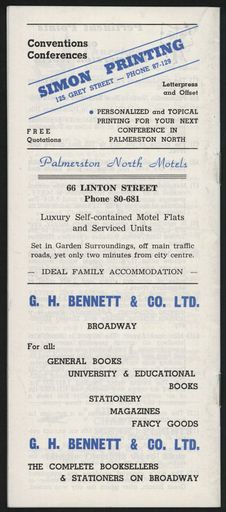 Conventions
Conferences
SIMON PRINTING
125 GREY STREET — PHONE 87-129
Letterpress
and Offset
• PERSONALIZED and TOPICAL
PRINTING FOR YOUR NEXT
FREE CONFERENCE IN
Quotations PALMERSTON NORTH
Palmerston North Motels
66 LINTON STREET
Phone 80-681
Luxury Self-contained Motel Flats
and Serviced Units
Set in Garden Surroundings, off main traffic
roads, yet only two minutes from city centre.
— IDEAL FAMILY ACCOMMODATION —
G. H. BENNETT & CO. LTD.
BROADWAY
For all:
GENERAL BOOKS
UNIVERSITY & EDUCATIONAL
BOOKS
STATIONERY
MAGAZINES
FANCY GOODS
G. H. BENNETT & CO. LTD.
THE COMPLETE BOOKSELLERS
& STATIONERS ON BROADWAY